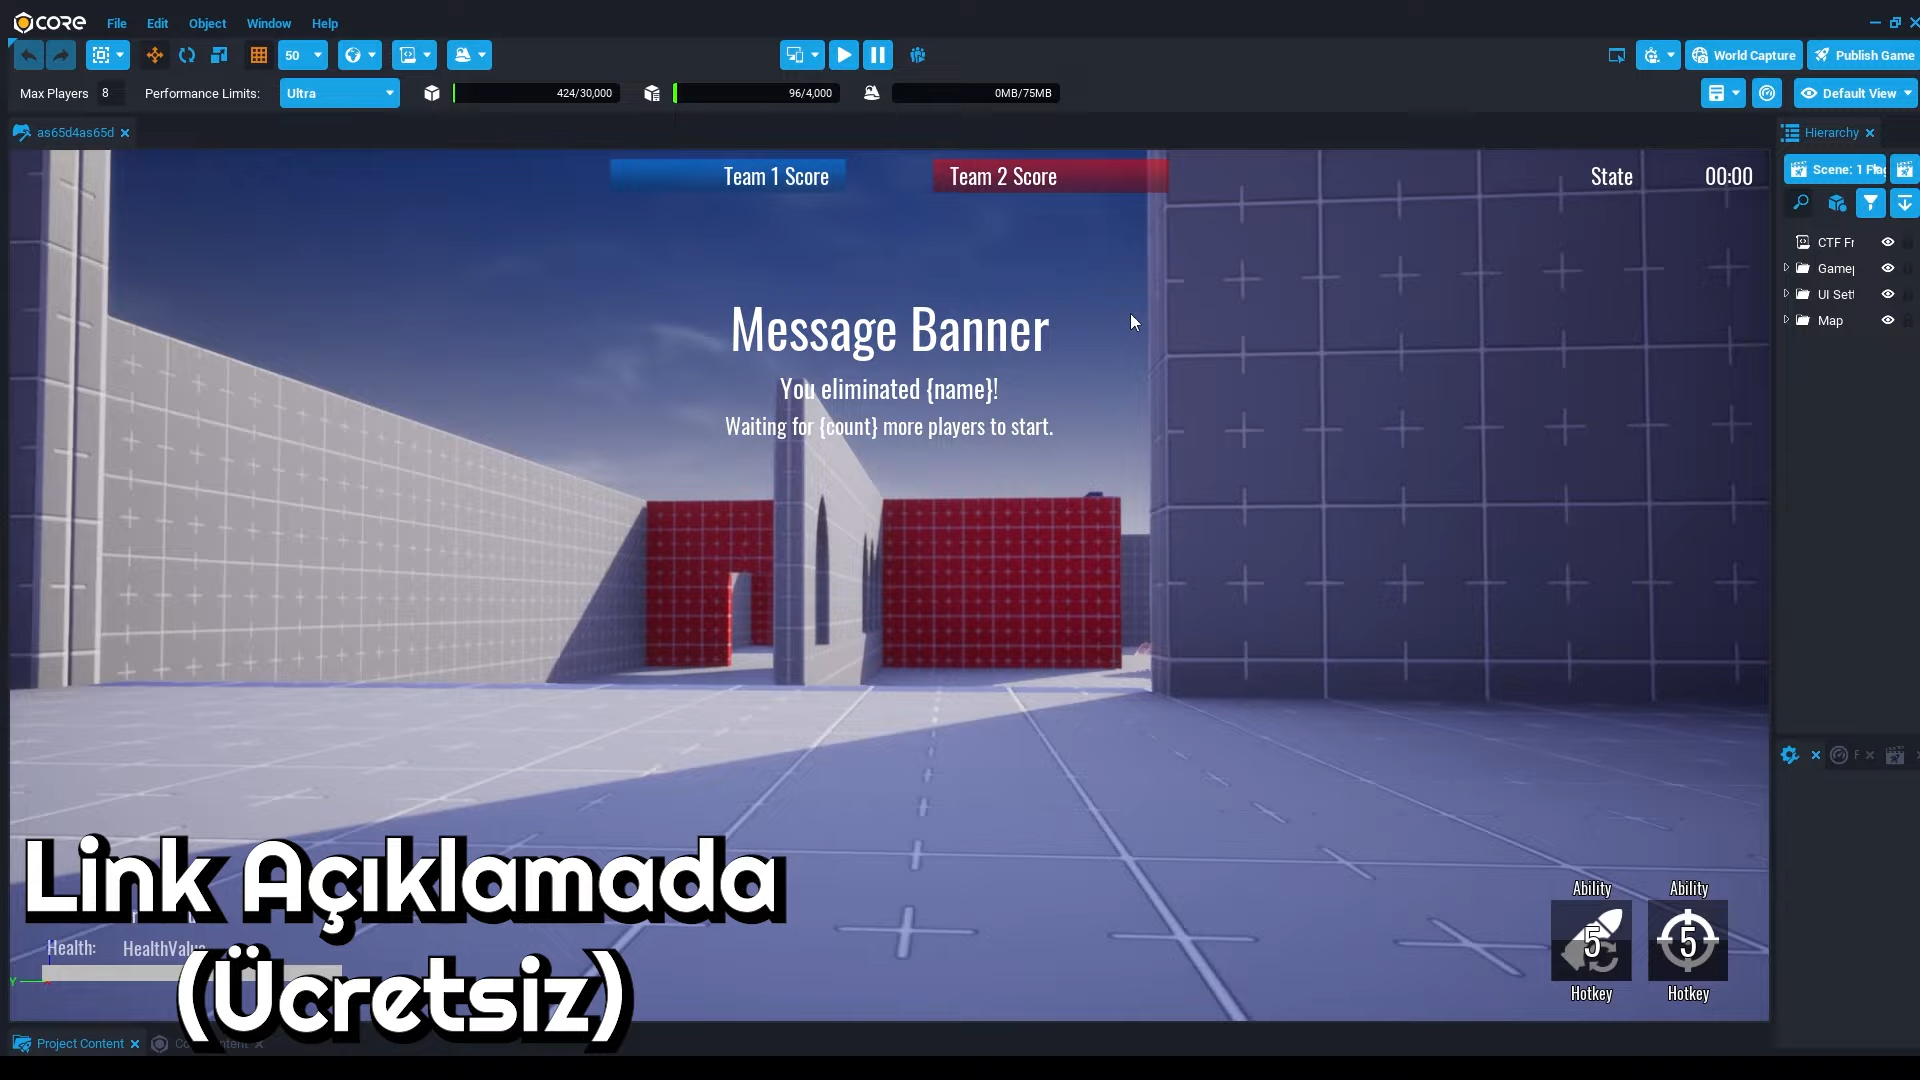 CORE File Edit Object Window Help
50 World Capture Publish Game
Max Players 8 Performance Limits: Ultra 424/30,000 96/4,000 0MB/75MB Default View
as65d4as65d Hierarchy
Team 1 Score Team 2 Score State 00:00
Scene: 1
CTF
UI
Map
Message Banner
You eliminated {name}!
Waiting for {count} more players to start.
Link Açıklamada
(Ücretsiz)
Health: HealthValue
Ability Ability
5 5
Hotkey Hotkey
Project Content